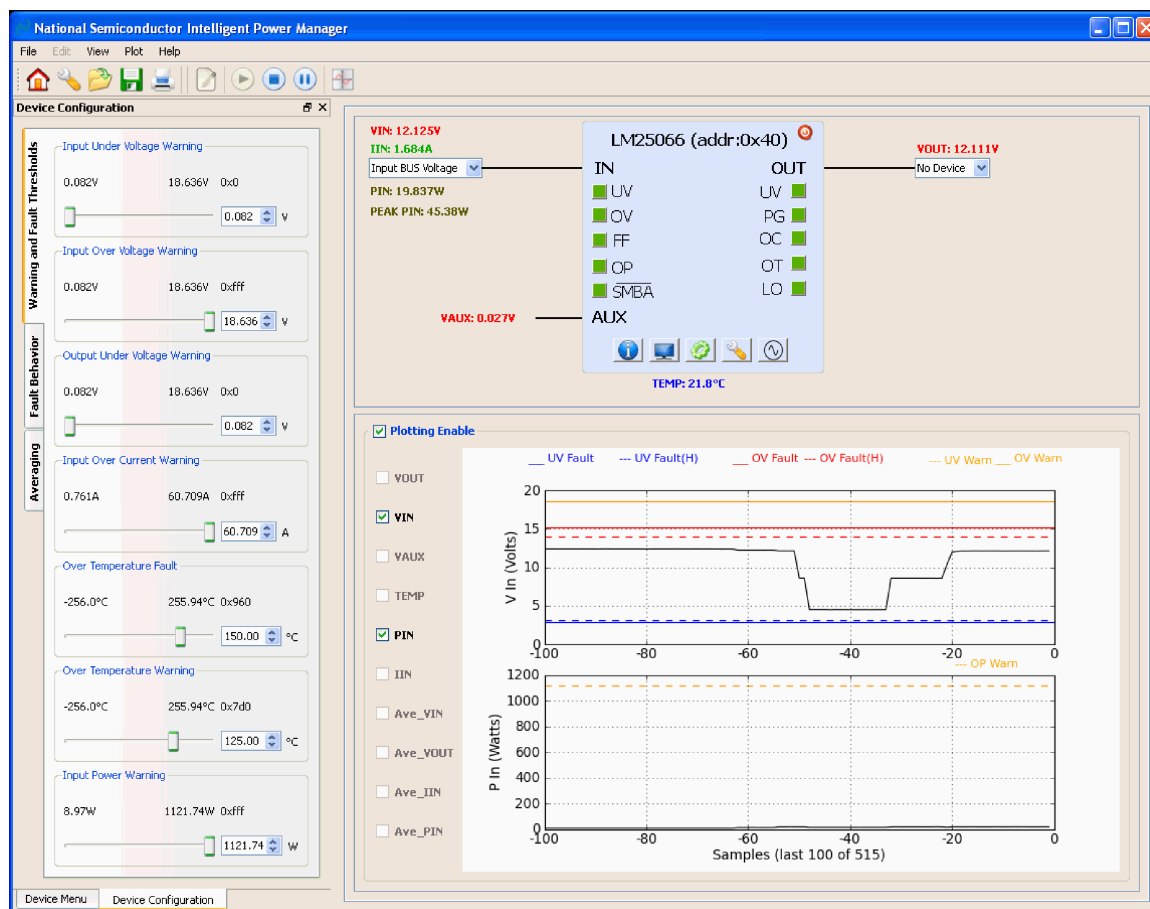 National Semiconductor Intelligent Power Manager
File Edit View Plot Help
Device Configuration
Warning and Fault Thresholds
Fault Behavior
Averaging
Input Under Voltage Warning
0.082V 18.636V 0x0
0.082 V
Input Over Voltage Warning
0.082V 18.636V 0xfff
18.636 V
Output Under Voltage Warning
0.082V 18.636V 0x0
0.082 V
Input Over Current Warning
0.761A 60.709A 0xfff
60.709 A
Over Temperature Fault
-256.0°C 255.94°C 0x960
150.00 °C
Over Temperature Warning
-256.0°C 255.94°C 0x7d0
125.00 °C
Input Power Warning
8.97W 1121.74W 0xfff
1121.74 W
Device Menu Device Configuration
VIN: 12.125V
IIN: 1.684A
Input BUS Voltage
PIN: 19.837W
PEAK PIN: 45.38W
VAUX: 0.027V
LM25066 (addr:0x40)
IN OUT
UV UV
OV PG
FF OC
OP OT
SMBA LO
AUX
TEMP: 21.8°C
VOUT: 12.111V
No Device
Plotting Enable
VOUT
VIN
VAUX
TEMP
PIN
IIN
Ave_VIN
Ave_VOUT
Ave_IIN
Ave_PIN
___ UV Fault --- UV Fault(H) ___ OV Fault --- OV Fault(H) --- UV Warn ___ OV Warn
V In (Volts)
20
15
10
5
0
-100 -80 -60 -40 -20 0
--- OP Warn
P In (Watts)
1200
1000
800
600
400
200
0
-100 -80 -60 -40 -20 0
Samples (last 100 of 515)